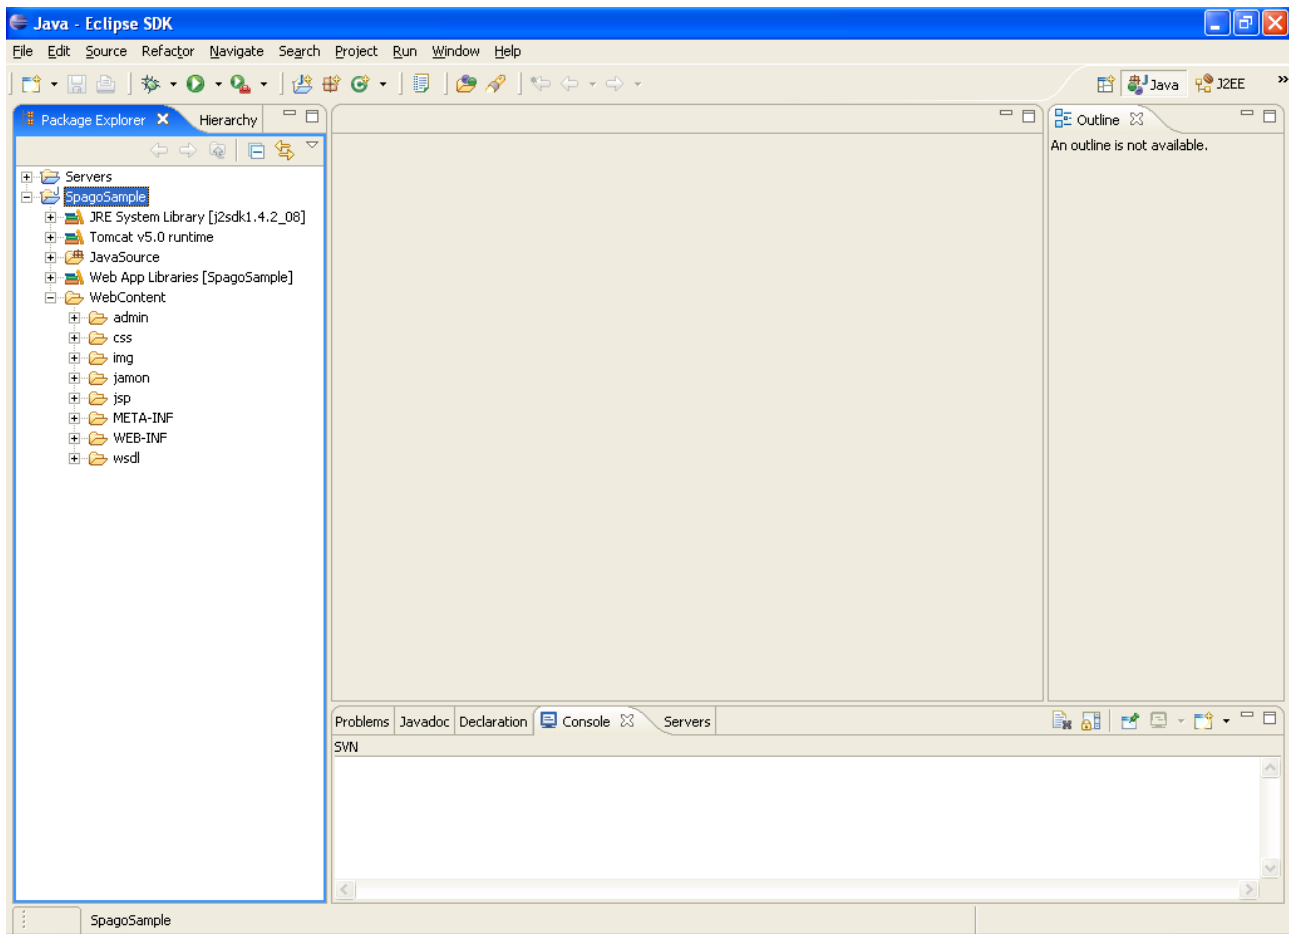 Java - Eclipse SDK
File Edit Source Refactor Navigate Search Project Run Window Help
Java J2EE
Package Explorer Hierarchy
Outline
An outline is not available.
Servers
SpagoSample
JRE System Library [j2sdk1.4.2_08]
Tomcat v5.0 runtime
JavaSource
Web App Libraries [SpagoSample]
WebContent
admin
css
img
jamon
jsp
META-INF
WEB-INF
wsdl
Problems Javadoc Declaration Console Servers
SVN
SpagoSample